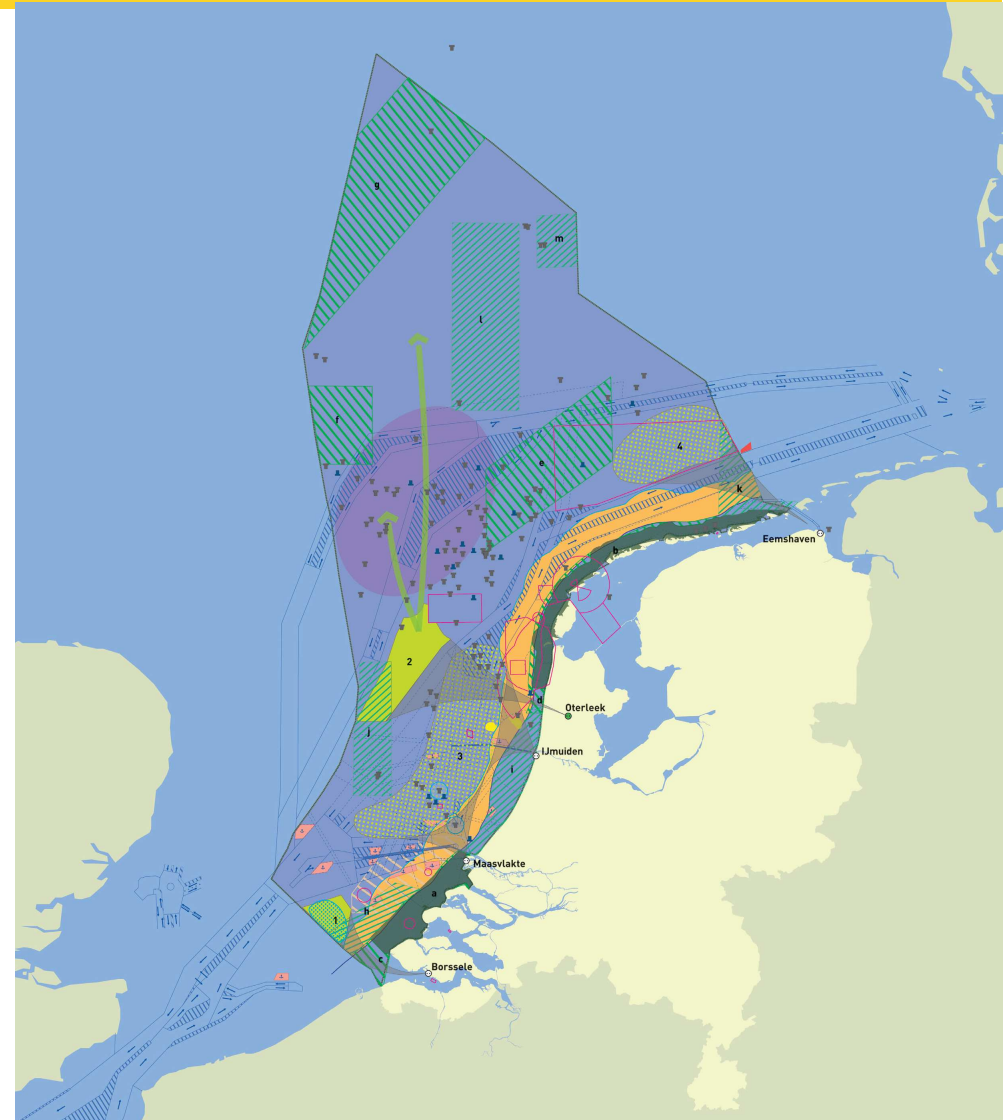 g
m
l
f
4
e
k
Eemshaven
b
2
d
Oterleek
j
3
IJmuiden
i
Maasvlakte
a
h
1
c
Borssele